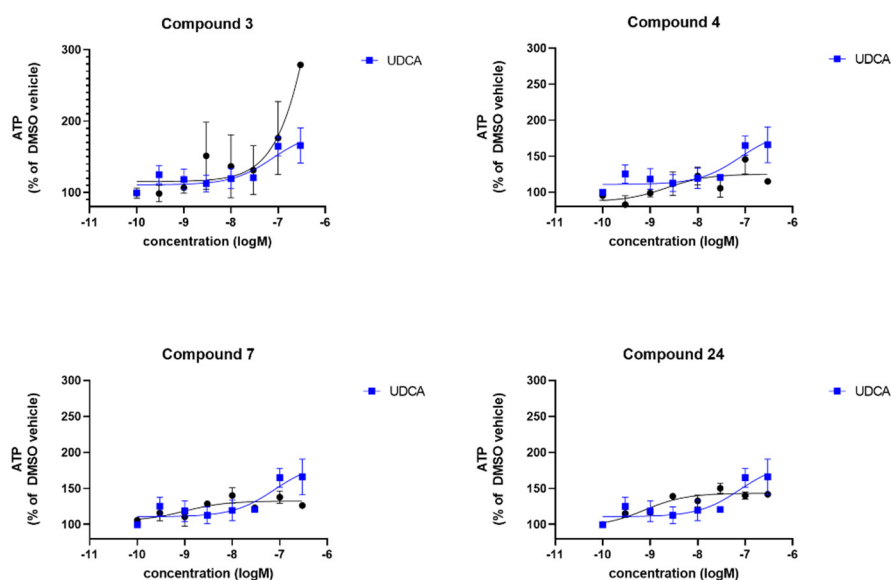 Compound 3
300
200
100
ATP
(% of DMSO vehicle)
-11 -10 -9 -8 -7 -6
concentration (logM)
UDCA
Compound 4
300
250
200
150
100
ATP
(% of DMSO vehicle)
-11 -10 -9 -8 -7 -6
concentration (logM)
UDCA
Compound 7
300
250
200
150
100
ATP
(% of DMSO vehicle)
-11 -10 -9 -8 -7 -6
concentration (logM)
UDCA
Compound 24
300
250
200
150
100
ATP
(% of DMSO vehicle)
-11 -10 -9 -8 -7 -6
concentration (logM)
UDCA